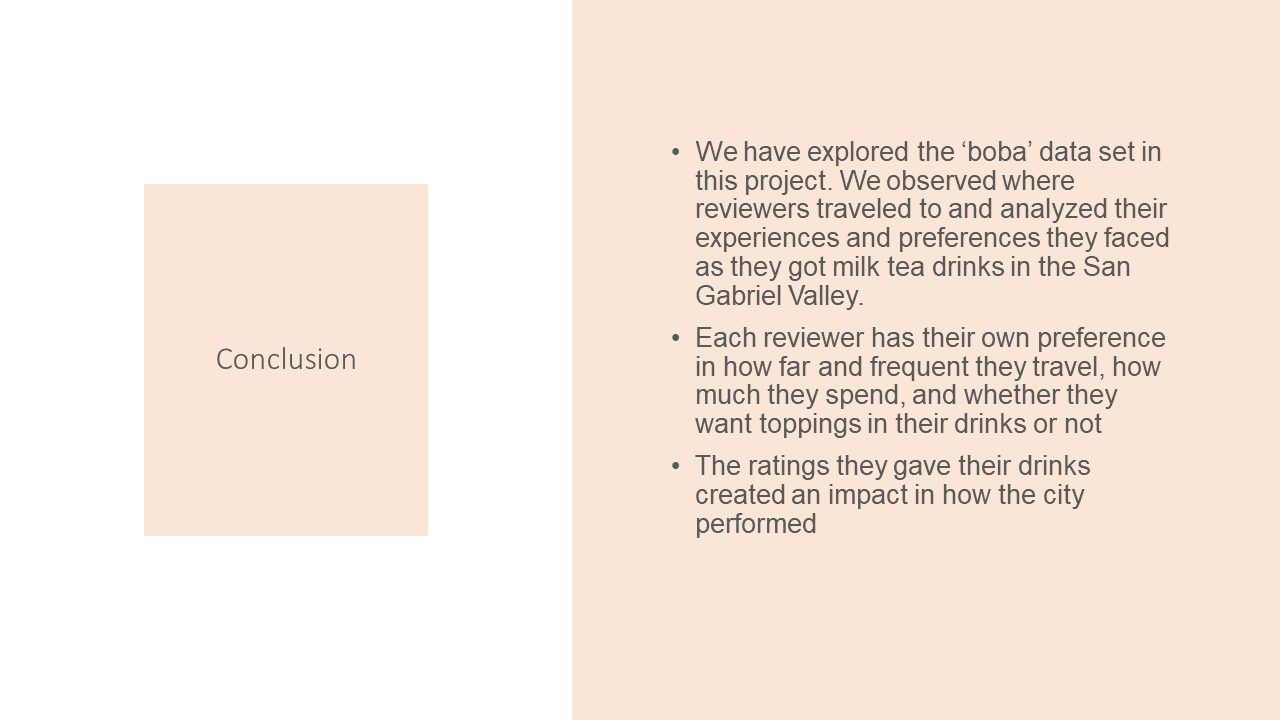 Conclusion
• We have explored the ‘boba’ data set in
this project. We observed where
reviewers traveled to and analyzed their
experiences and preferences they faced
as they got milk tea drinks in the San
Gabriel Valley.
• Each reviewer has their own preference
in how far and frequent they travel, how
much they spend, and whether they
want toppings in their drinks or not
• The ratings they gave their drinks
created an impact in how the city
performed